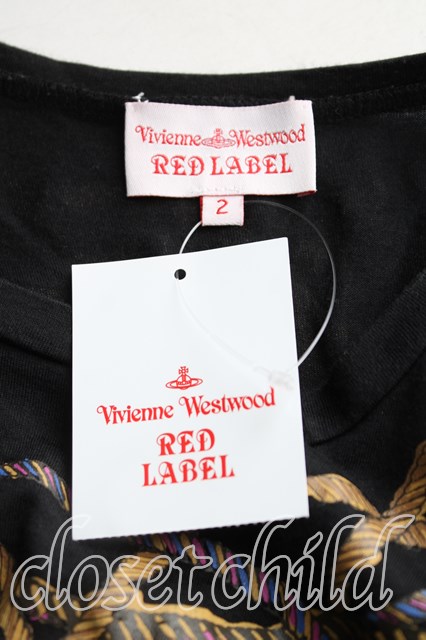 Vivienne Westwood
RED LABEL
2
Vivienne Westwood
RED
LABEL
closetchild